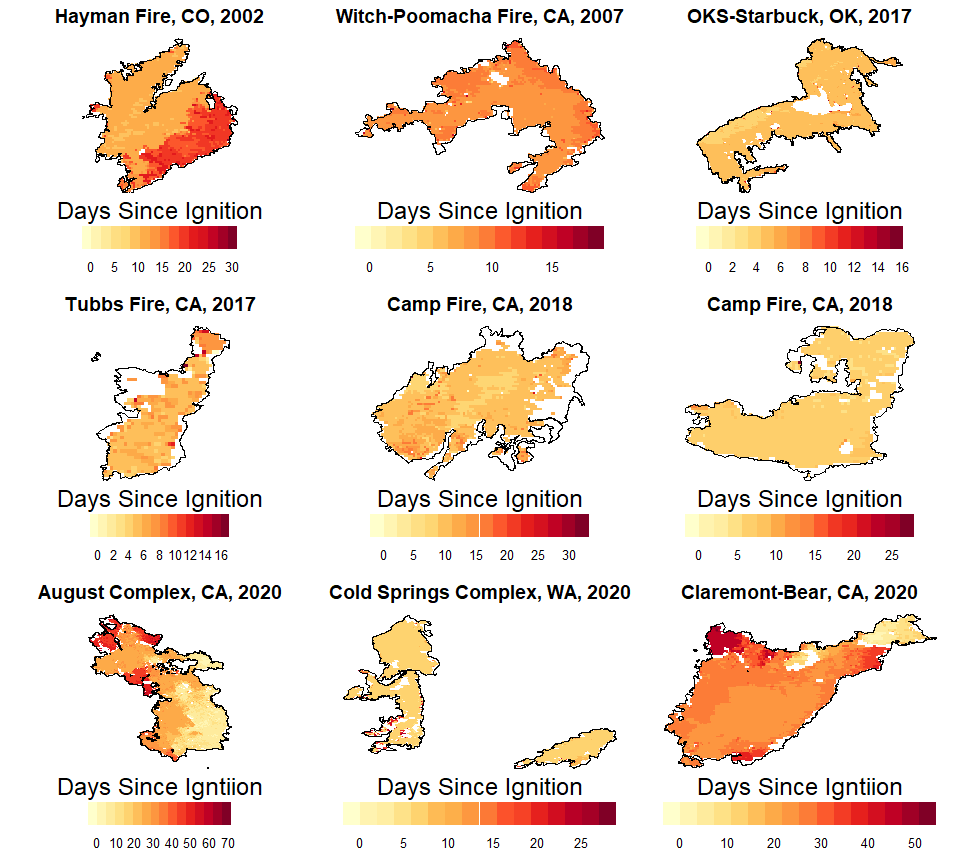 Hayman Fire, CO, 2002 Witch-Poomacha Fire, CA, 2007 OKS-Starbuck, OK, 2017
Days Since Ignition Days Since Ignition Days Since Ignition
0 5 10 15 20 25 30 0 5 10 15 0 2 4 6 8 10 12 14 16
Tubbs Fire, CA, 2017 Camp Fire, CA, 2018 Camp Fire, CA, 2018
Days Since Ignition Days Since Ignition Days Since Ignition
0 2 4 6 8 10 12 14 16 0 5 10 15 20 25 30 0 5 10 15 20 25
August Complex, CA, 2020 Cold Springs Complex, WA, 2020 Claremont-Bear, CA, 2020
Days Since Igntiion Days Since Ignition Days Since Igntiion
0 10 20 30 40 50 60 70 0 5 10 15 20 25 0 10 20 30 40 50